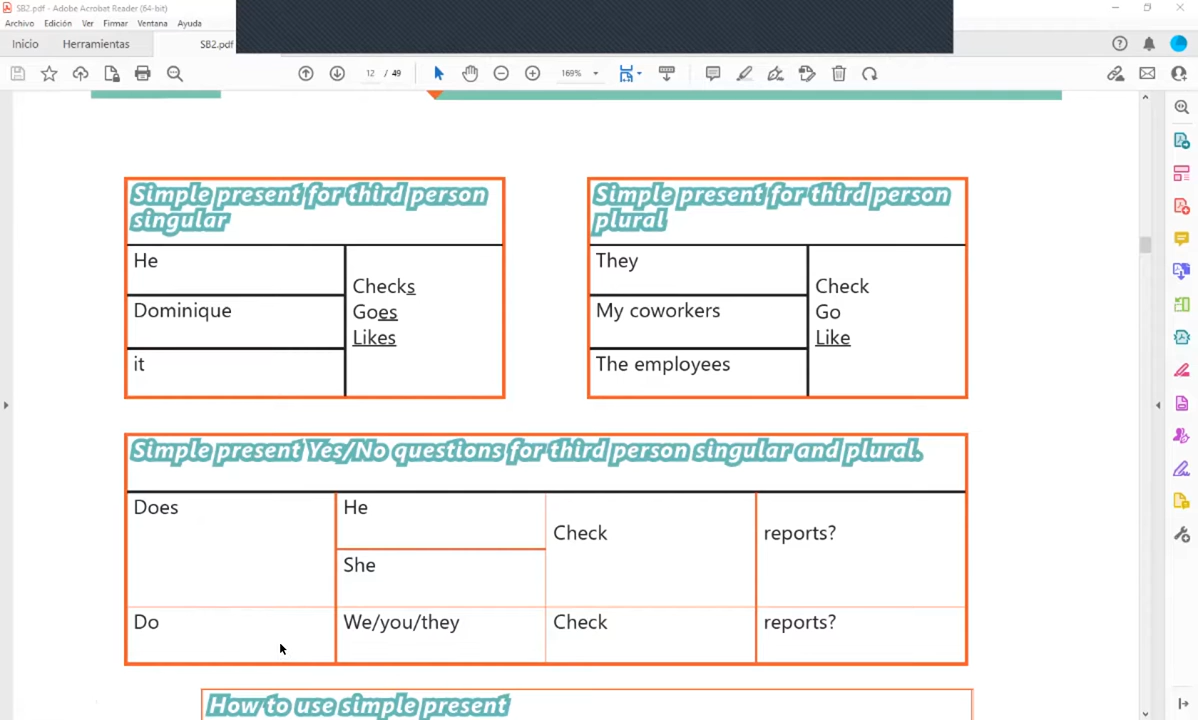 SB2.pdf - Adobe Acrobat Reader (64-bit)
Archivo Edición Ver Firmar Ventana Ayuda
Inicio Herramientas SB2.pdf
12 / 49 169%
Simple present for third person
singular
He
Dominique
it
Checks
Goes
Likes
Simple present for third person
plural
They
My coworkers
The employees
Check
Go
Like
Simple present Yes/No questions for third person singular and plural.
Does
He
She
Check
reports?
Do
We/you/they
Check
reports?
How to use simple present